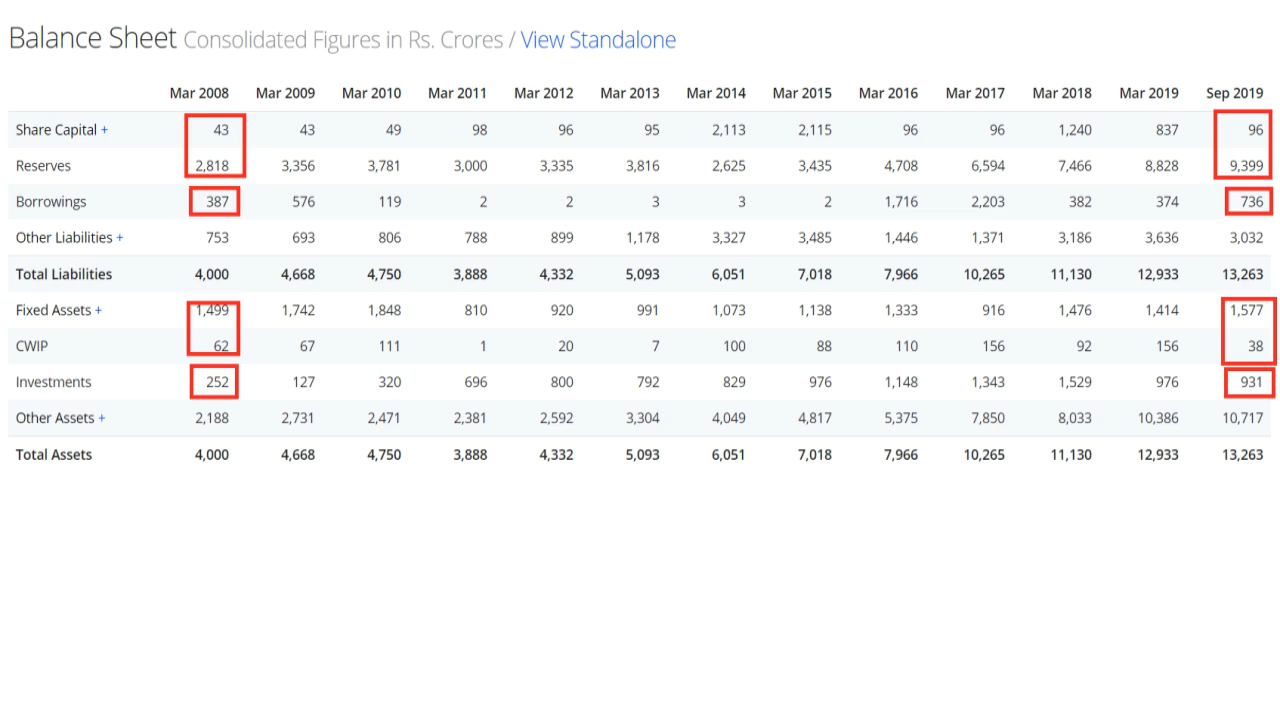 Balance Sheet Consolidated Figures in Rs. Crores / View Standalone
Mar 2008 Mar 2009 Mar 2010 Mar 2011 Mar 2012 Mar 2013 Mar 2014 Mar 2015 Mar 2016 Mar 2017 Mar 2018 Mar 2019 Sep 2019
Share Capital + 43 43 49 98 96 95 2,113 2,115 96 96 1,240 837 96
Reserves 2,818 3,356 3,781 3,000 3,335 3,816 2,625 3,435 4,708 6,594 7,466 8,828 9,399
Borrowings 387 576 119 2 2 3 3 2 1,716 2,203 382 374 736
Other Liabilities + 753 693 806 788 899 1,178 3,327 3,485 1,446 1,371 3,186 3,636 3,032
Total Liabilities 4,000 4,668 4,750 3,888 4,332 5,093 6,051 7,018 7,966 10,265 11,130 12,933 13,263
Fixed Assets + 1,499 1,742 1,848 810 920 991 1,073 1,138 1,333 916 1,476 1,414 1,577
CWIP 62 67 111 1 20 7 100 88 110 156 92 156 38
Investments 252 127 320 696 800 792 829 976 1,148 1,343 1,529 976 931
Other Assets + 2,188 2,731 2,471 2,381 2,592 3,304 4,049 4,817 5,375 7,850 8,033 10,386 10,717
Total Assets 4,000 4,668 4,750 3,888 4,332 5,093 6,051 7,018 7,966 10,265 11,130 12,933 13,263